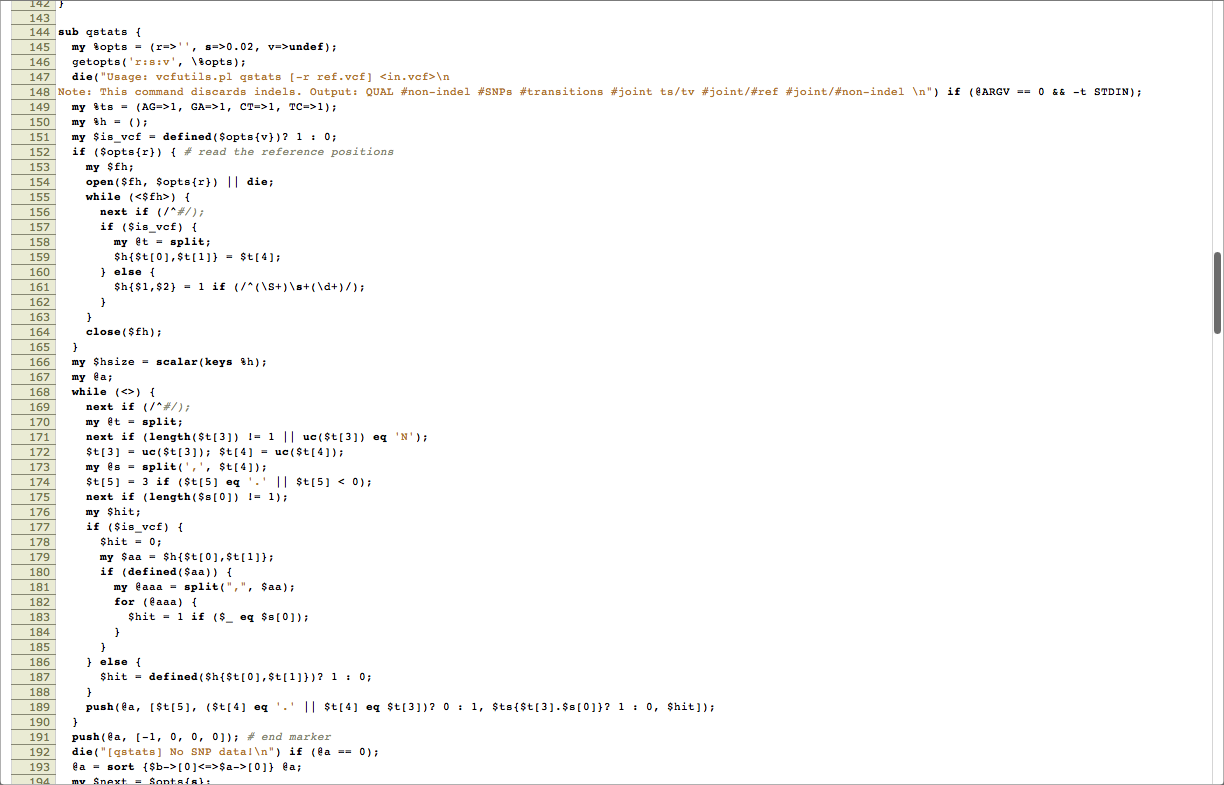 142 }
143
144 sub qstats {
145   my %opts = (r=>'', s=>0.02, v=>undef);
146   getopts('r:s:v', \%opts);
147   die("Usage: vcfutils.pl qstats [-r ref.vcf] <in.vcf>\n
148 Note: This command discards indels. Output: QUAL #non-indel #SNPs #transitions #joint ts/tv #joint/#ref #joint/#non-indel \n") if (@ARGV == 0 && -t STDIN);
149   my %ts = (AG=>1, GA=>1, CT=>1, TC=>1);
150   my %h = ();
151   my $is_vcf = defined($opts{v})? 1 : 0;
152   if ($opts{r}) { # read the reference positions
153     my $fh;
154     open($fh, $opts{r}) || die;
155     while (<$fh>) {
156       next if (/^#/);
157       if ($is_vcf) {
158         my @t = split;
159         $h{$t[0],$t[1]} = $t[4];
160       } else {
161         $h{$1,$2} = 1 if (/^(\S+)\s+(\d+)/);
162       }
163     }
164     close($fh);
165   }
166   my $hsize = scalar(keys %h);
167   my @a;
168   while (<>) {
169     next if (/^#/);
170     my @t = split;
171     next if (length($t[3]) != 1 || uc($t[3]) eq 'N');
172     $t[3] = uc($t[3]); $t[4] = uc($t[4]);
173     my @s = split(',', $t[4]);
174     $t[5] = 3 if ($t[5] eq '.' || $t[5] < 0);
175     next if (length($s[0]) != 1);
176     my $hit;
177     if ($is_vcf) {
178       $hit = 0;
179       my $aa = $h{$t[0],$t[1]};
180       if (defined($aa)) {
181         my @aaa = split(",", $aa);
182         for (@aaa) {
183           $hit = 1 if ($_ eq $s[0]);
184         }
185       }
186     } else {
187       $hit = defined($h{$t[0],$t[1]})? 1 : 0;
188     }
189     push(@a, [$t[5], ($t[4] eq '.' || $t[4] eq $t[3])? 0 : 1, $ts{$t[3].$s[0]}? 1 : 0, $hit]);
190   }
191   push(@a, [-1, 0, 0, 0]); # end marker
192   die("[qstats] No SNP data!\n") if (@a == 0);
193   @a = sort {$b->[0]<=>$a->[0]} @a;
194   my $next = $opts{s};